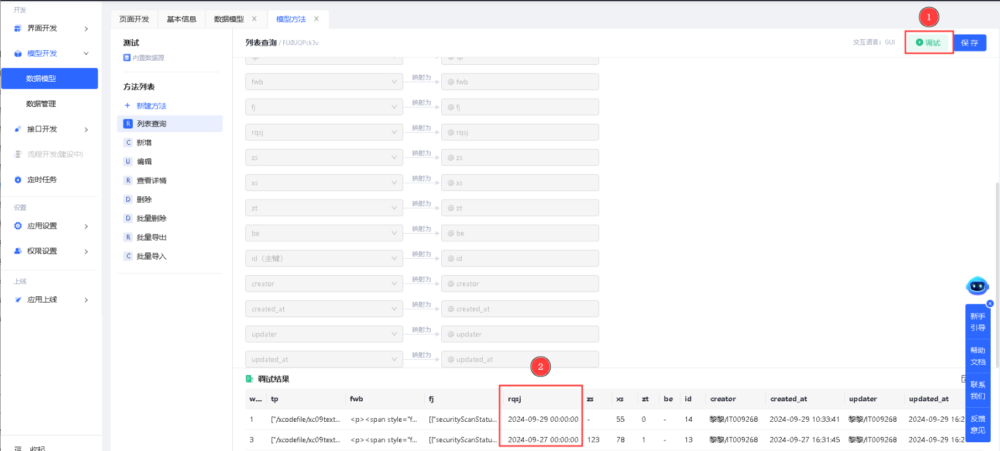 开发
界面开发
模型开发
数据模型
数据管理
接口开发
流程开发(建设中)
定时任务
设置
应用设置
权限设置
上线
应用上线
收起
页面开发 基本信息 数据模型 模型方法
测试
内置数据源
方法列表
+ 新建方法
R 列表查询
C 新增
U 编辑
R 查看详情
D 删除
D 批量删除
R 批量导出
C 批量导入
列表查询 / FU0UQPck3v
交互语言：GUI 调试 保存
1
tp @ tp
fwb 映射为 @ fwb
fj 映射为 @ fj
rqsj 映射为 @ rqsj
zs 映射为 @ zs
xs 映射为 @ xs
zt 映射为 @ zt
be 映射为 @ be
id（主键） 映射为 @ id
creator 映射为 @ creator
created_at 映射为 @ created_at
updater 映射为 @ updater
updated_at 映射为 @ updated_at
2
调试结果
w... tp fwb fj rqsj zs xs zt be id creator created_at updater updated_at
1 ["/xcodefile/xc09text... <p><span style="f... [{"securityScanStatu... 2024-09-29 00:00:00 - 55 0 - 14 黎黎/IT009268 2024-09-29 10:33:41 黎黎/IT009268 2024-09-29 16:2
3 ["/xcodefile/xc09text... <p><span style="f... [{"securityScanStatu... 2024-09-27 00:00:00 123 78 1 - 13 黎黎/IT009268 2024-09-27 16:31:45 黎黎/IT009268 2024-09-29 16:2
新手
引导
帮助
文档
联系
我们
反馈
意见